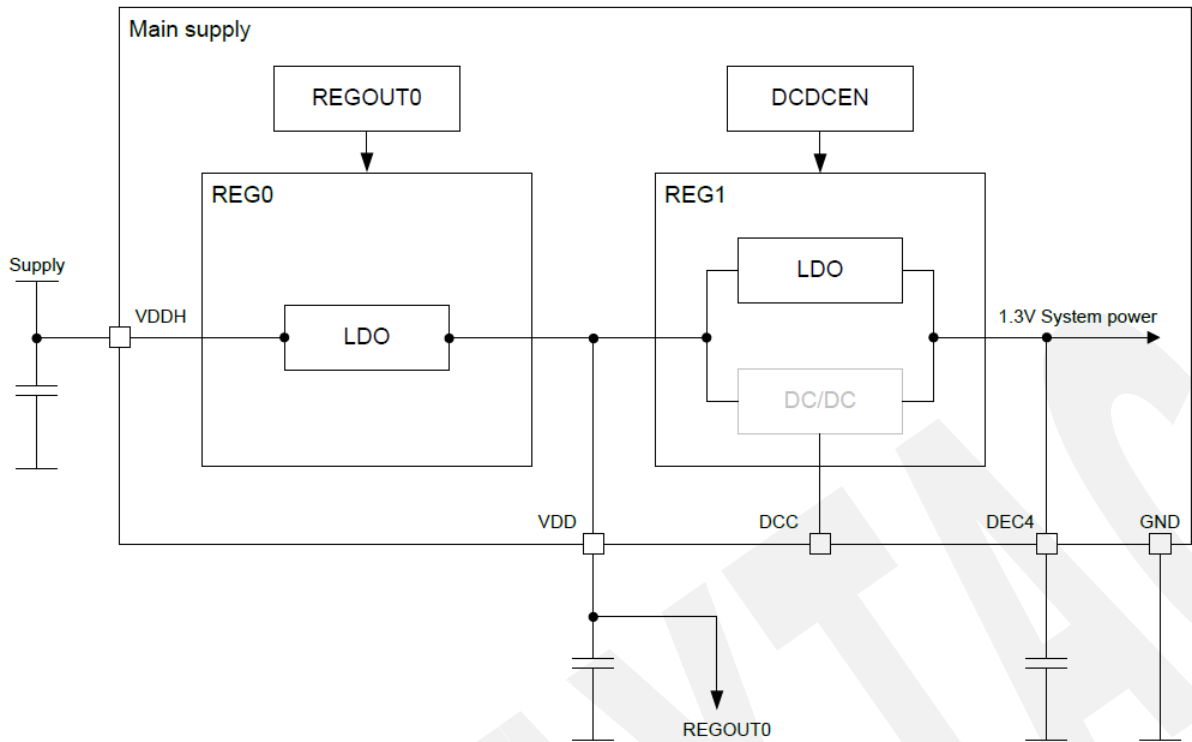 Main supply
REGOUT0
DCDCEN
REG0
REG1
Supply
VDDH
LDO
LDO
DC/DC
1.3V System power
VDD
DCC
DEC4
GND
REGOUT0